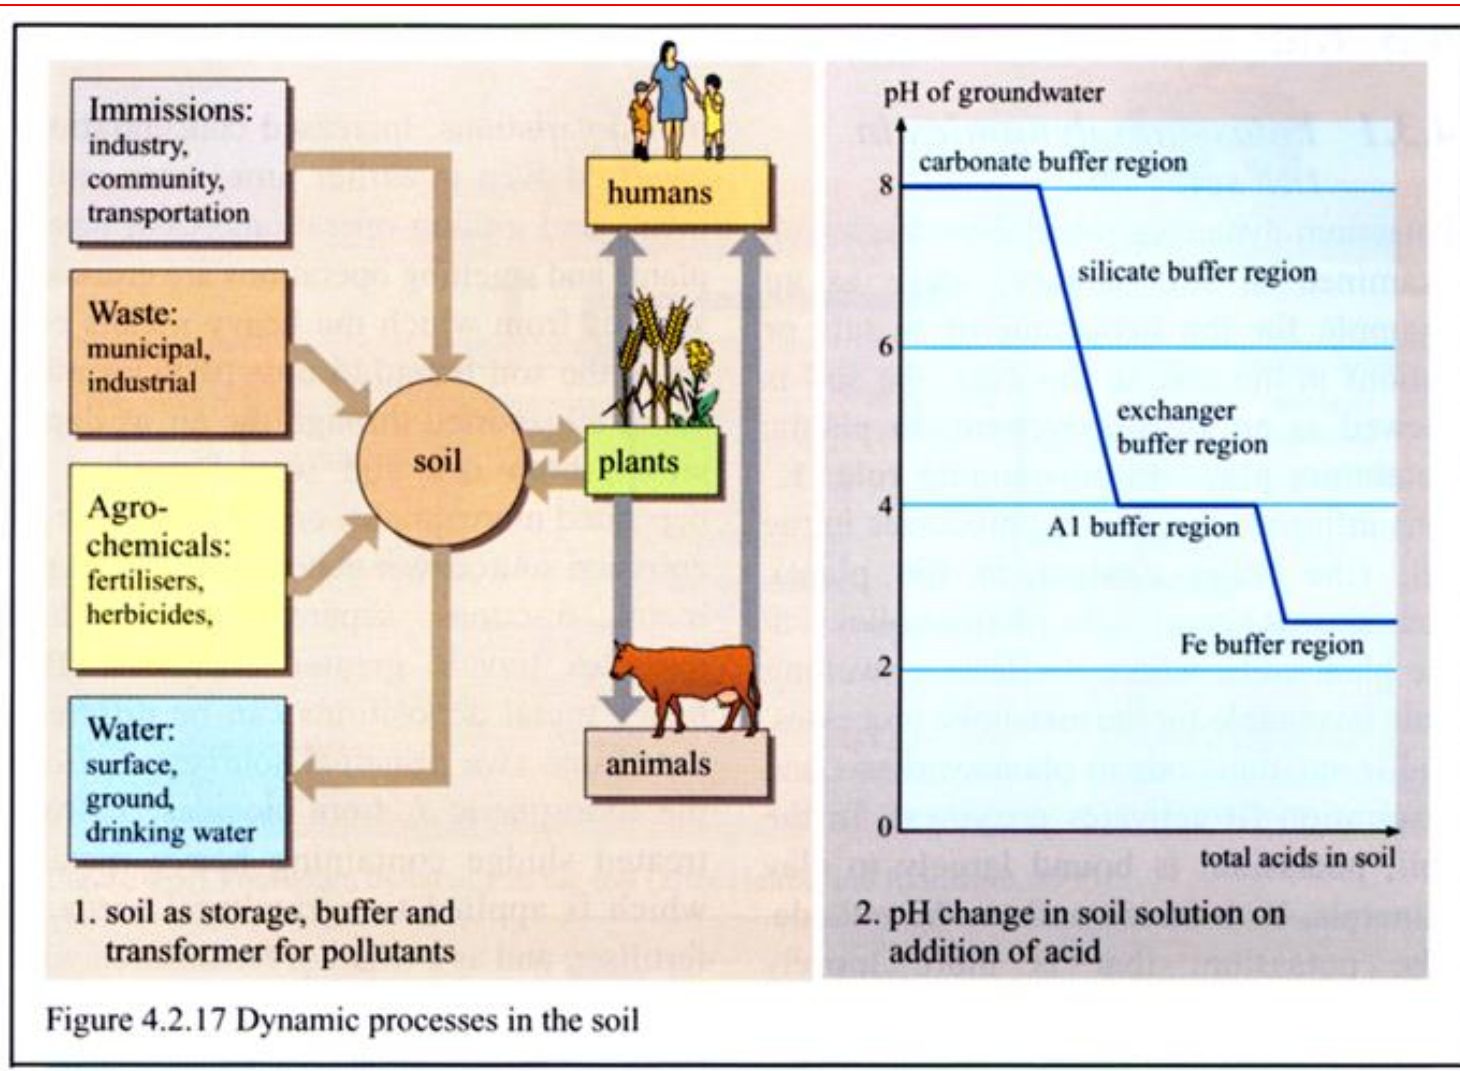 Immissions:
industry,
community,
transportation
Waste:
municipal,
industrial
Agro-
chemicals:
fertilisers,
herbicides,
Water:
surface,
ground,
drinking water
soil
humans
plants
animals
1. soil as storage, buffer and
transformer for pollutants
pH of groundwater
carbonate buffer region
8
silicate buffer region
6
exchanger
buffer region
4
Al buffer region
Fe buffer region
2
0
total acids in soil
2. pH change in soil solution on
addition of acid
Figure 4.2.17 Dynamic processes in the soil